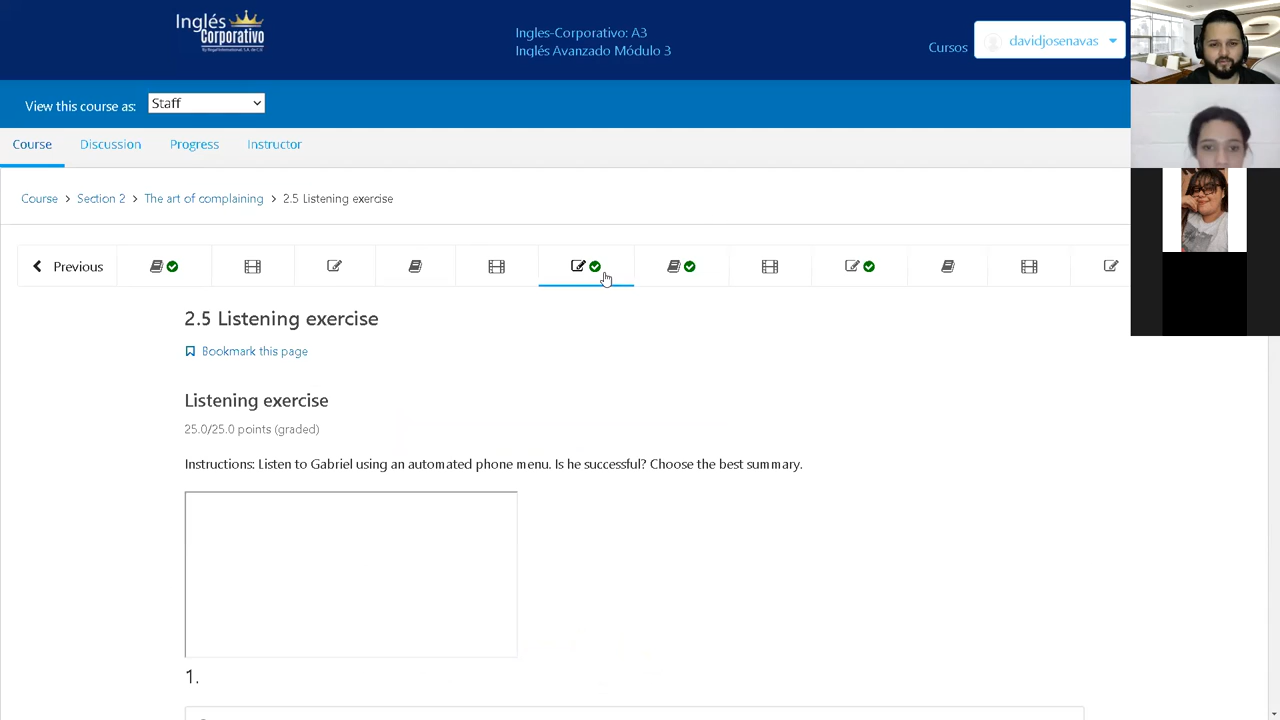 Inglés
Corporativo
Ingles-Corporativo: A3
Inglés Avanzado Módulo 3
Cursos
davidjosenavas
View this course as:
Staff
Course
Discussion
Progress
Instructor
Course > Section 2 > The art of complaining > 2.5 Listening exercise
Previous
2.5 Listening exercise
Bookmark this page
Listening exercise
25.0/25.0 points (graded)
Instructions: Listen to Gabriel using an automated phone menu. Is he successful? Choose the best summary.
1.